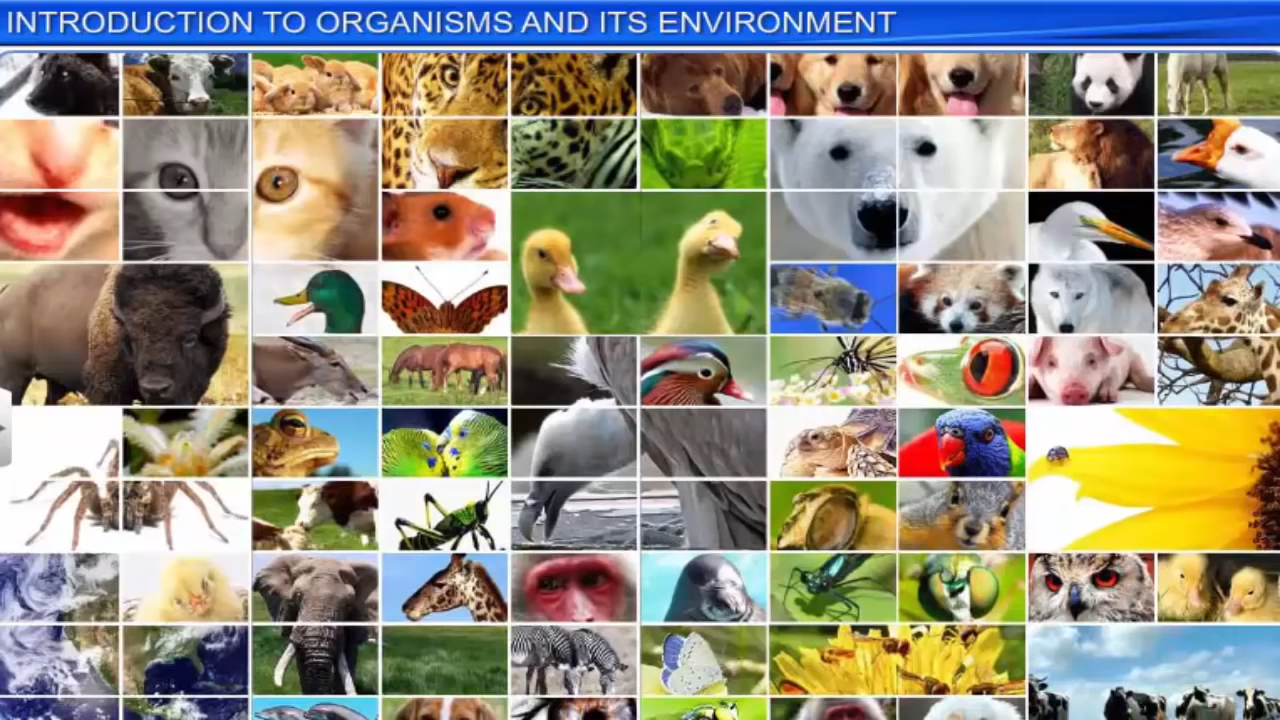 INTRODUCTION TO ORGANISMS AND ITS ENVIRONMENT